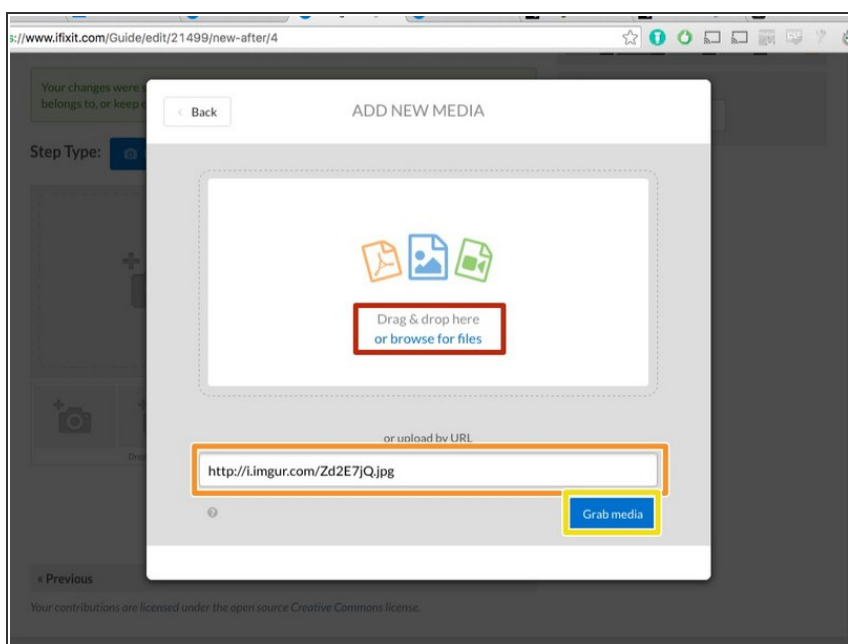 ://www.ifixit.com/Guide/edit/21499/new-after/4
Your changes were s
belongs to, or keep
Back
ADD NEW MEDIA
Step Type:
Drag & drop here
or browse for files
or upload by URL
http://i.imgur.com/Zd2E7jQ.jpg
Grab media
« Previous
Your contributions are licensed under the open source Creative Commons license.